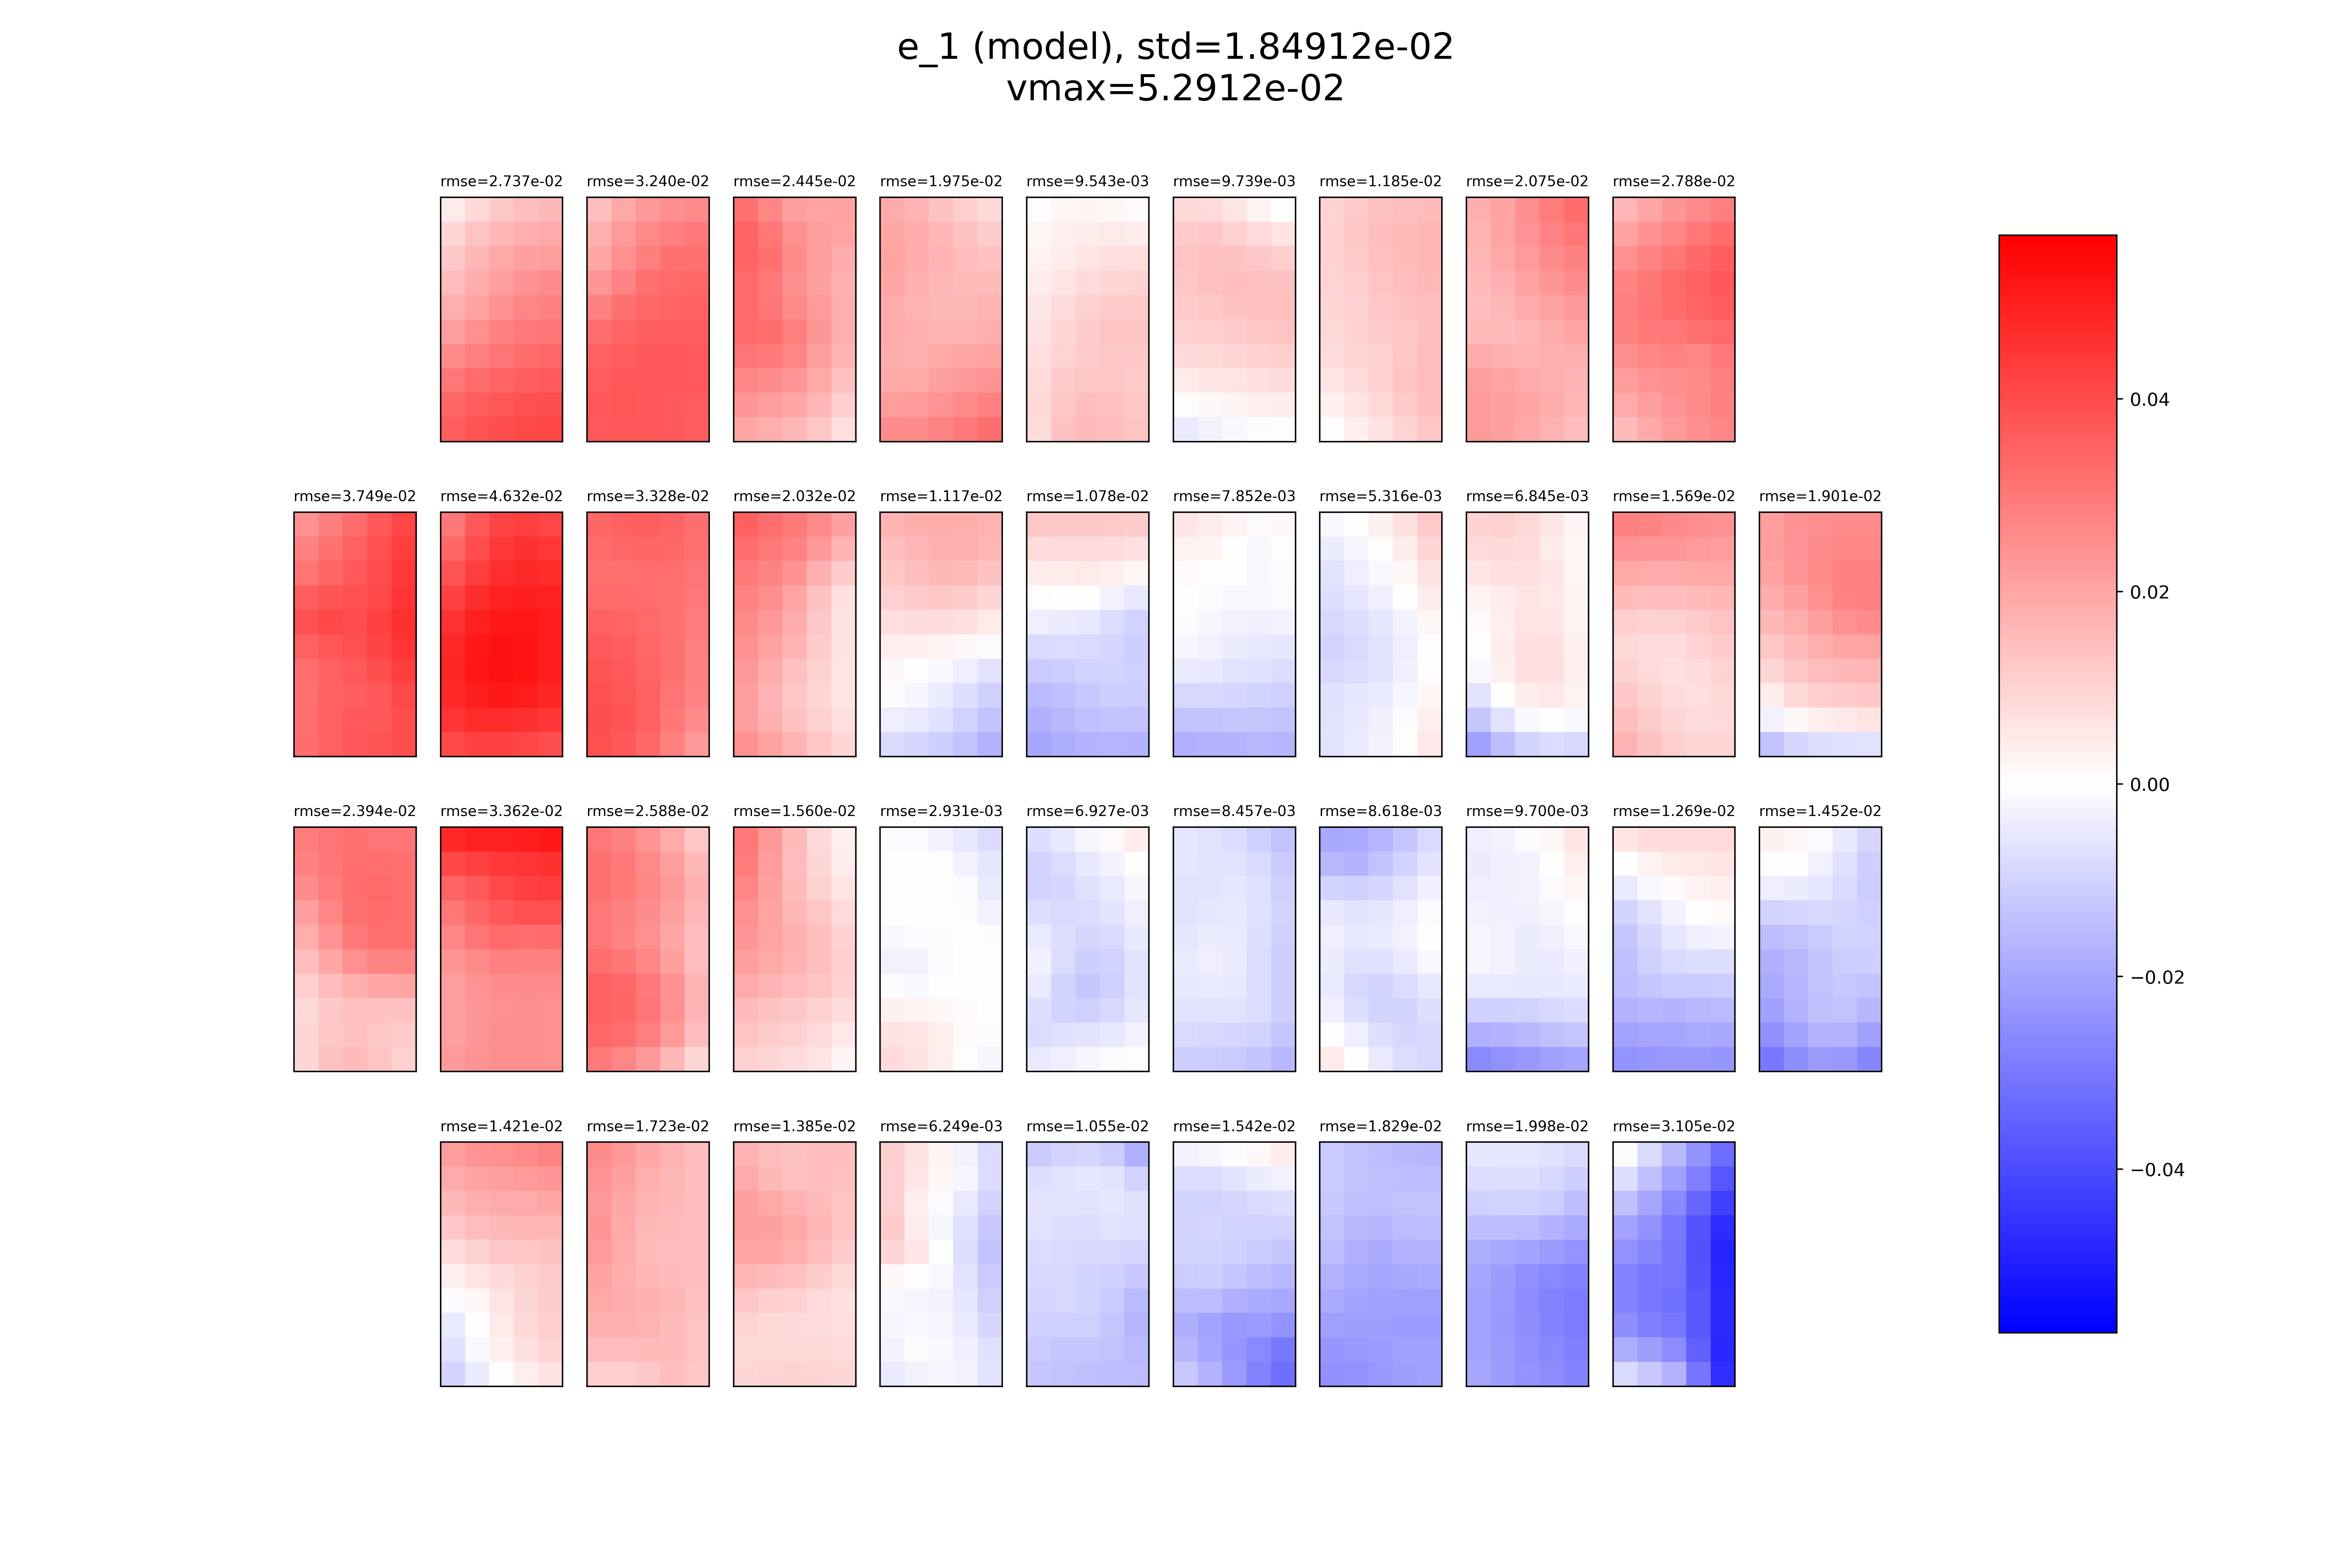 e_1 (model), std=1.84912e-02
vmax=5.2912e-02
rmse=2.737e-02 rmse=3.240e-02 rmse=2.445e-02 rmse=1.975e-02 rmse=9.543e-03 rmse=9.739e-03 rmse=1.185e-02 rmse=2.075e-02 rmse=2.788e-02
rmse=3.749e-02 rmse=4.632e-02 rmse=3.328e-02 rmse=2.032e-02 rmse=1.117e-02 rmse=1.078e-02 rmse=7.852e-03 rmse=5.316e-03 rmse=6.845e-03 rmse=1.569e-02 rmse=1.901e-02
rmse=2.394e-02 rmse=3.362e-02 rmse=2.588e-02 rmse=1.560e-02 rmse=2.931e-03 rmse=6.927e-03 rmse=8.457e-03 rmse=8.618e-03 rmse=9.700e-03 rmse=1.269e-02 rmse=1.452e-02
rmse=1.421e-02 rmse=1.723e-02 rmse=1.385e-02 rmse=6.249e-03 rmse=1.055e-02 rmse=1.542e-02 rmse=1.829e-02 rmse=1.998e-02 rmse=3.105e-02
0.04
0.02
0.00
−0.02
−0.04